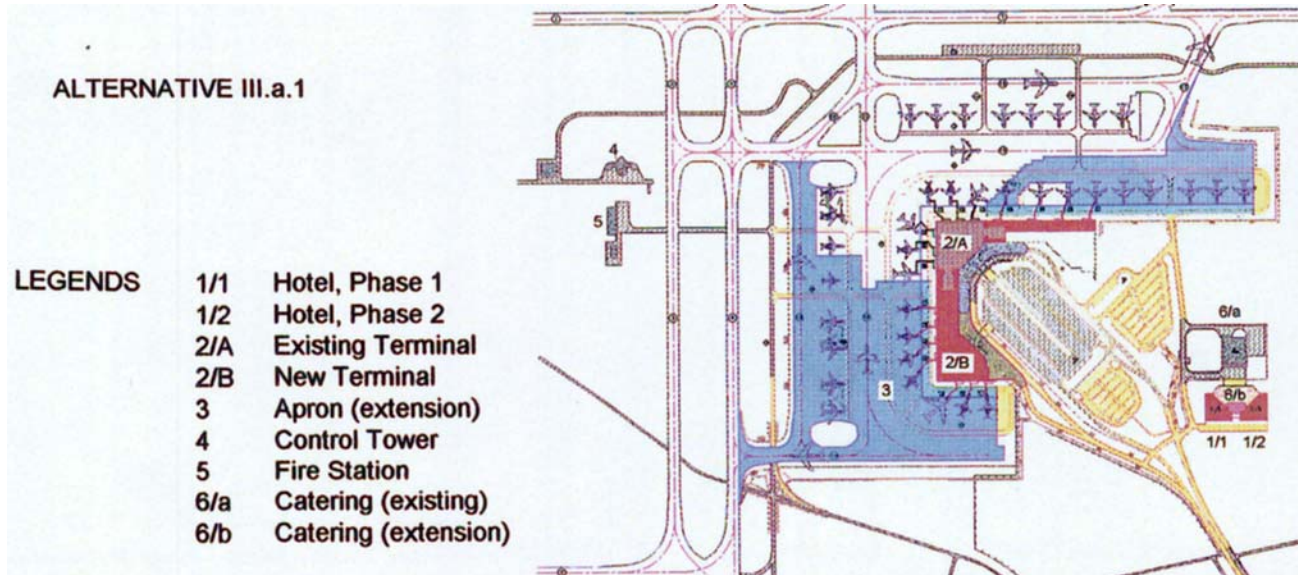 ALTERNATIVE III.a.1
LEGENDS
1/1 Hotel, Phase 1
1/2 Hotel, Phase 2
2/A Existing Terminal
2/B New Terminal
3 Apron (extension)
4 Control Tower
5 Fire Station
6/a Catering (existing)
6/b Catering (extension)
4
5
2/A
2/B
3
6/a
6/b
1/1 1/2